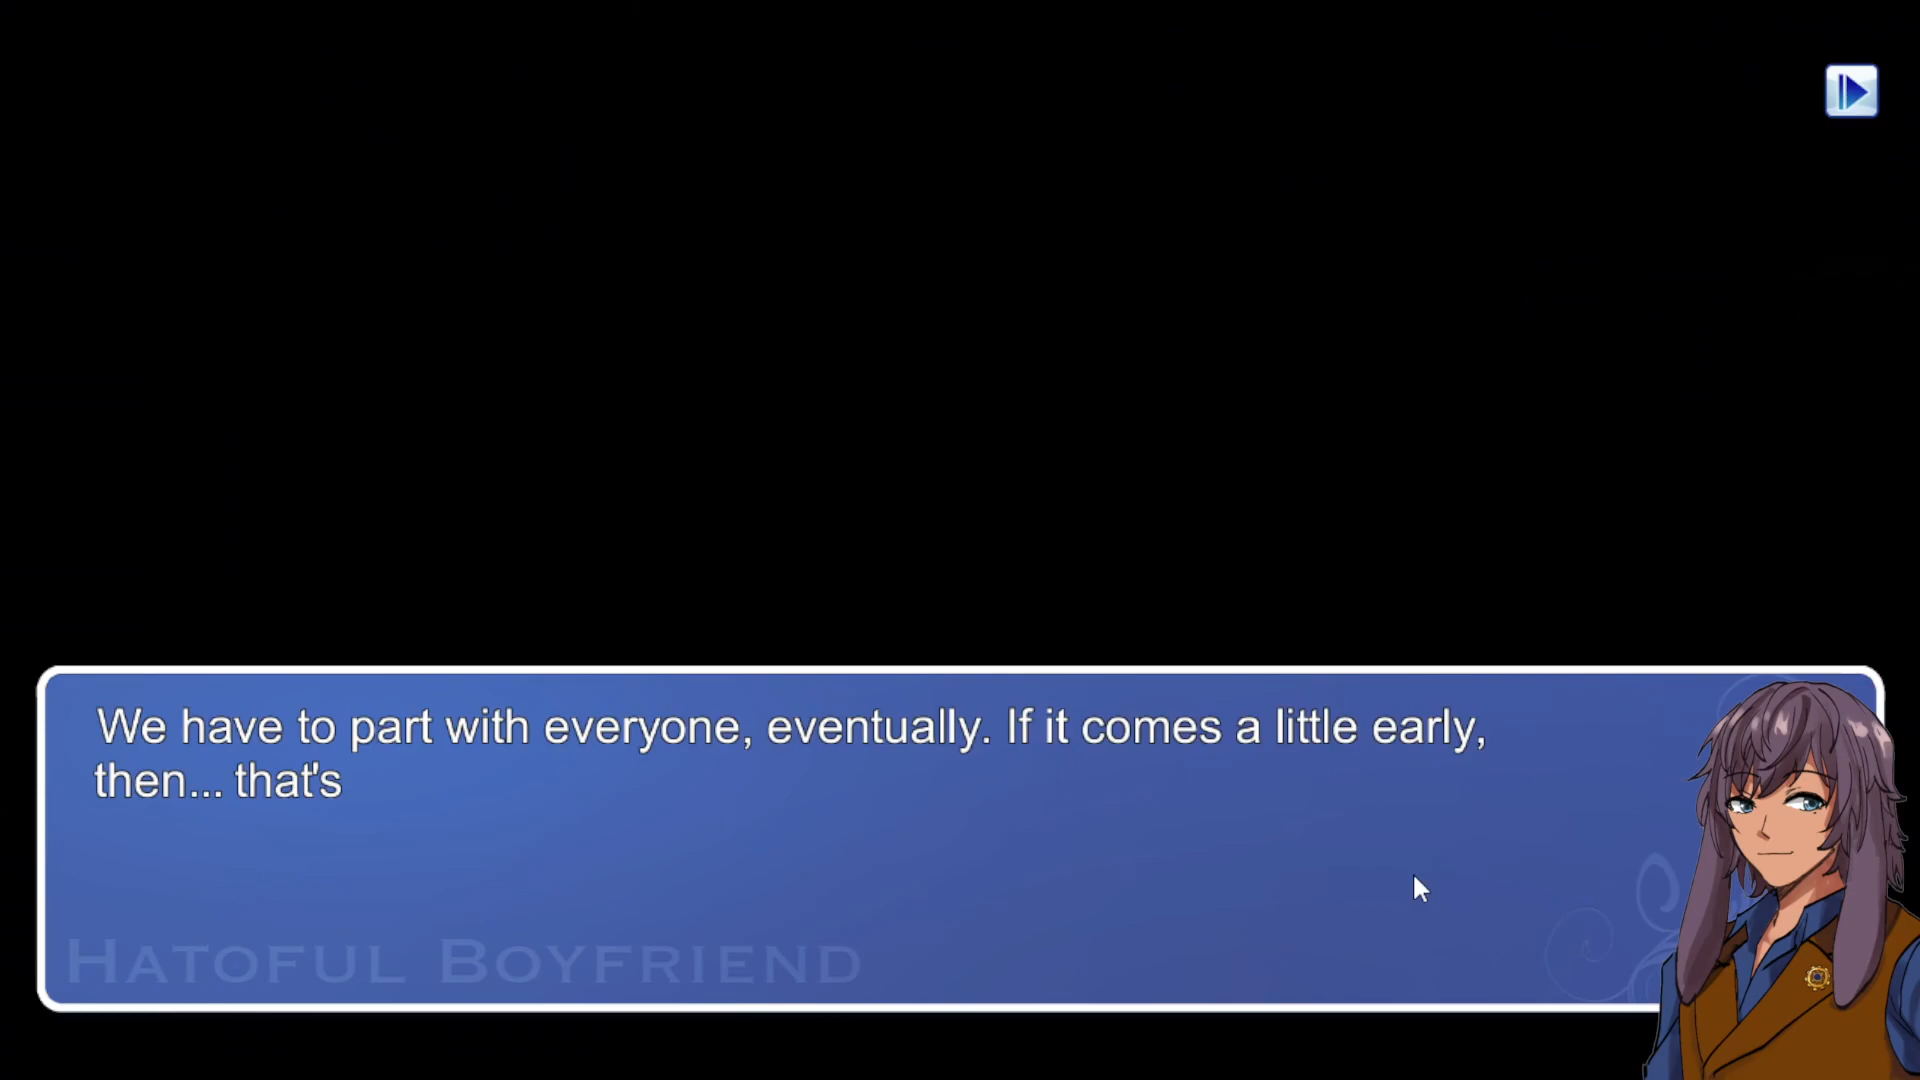 We have to part with everyone, eventually. If it comes a little early,
then... that's
HATOFUL BOYFRIEND